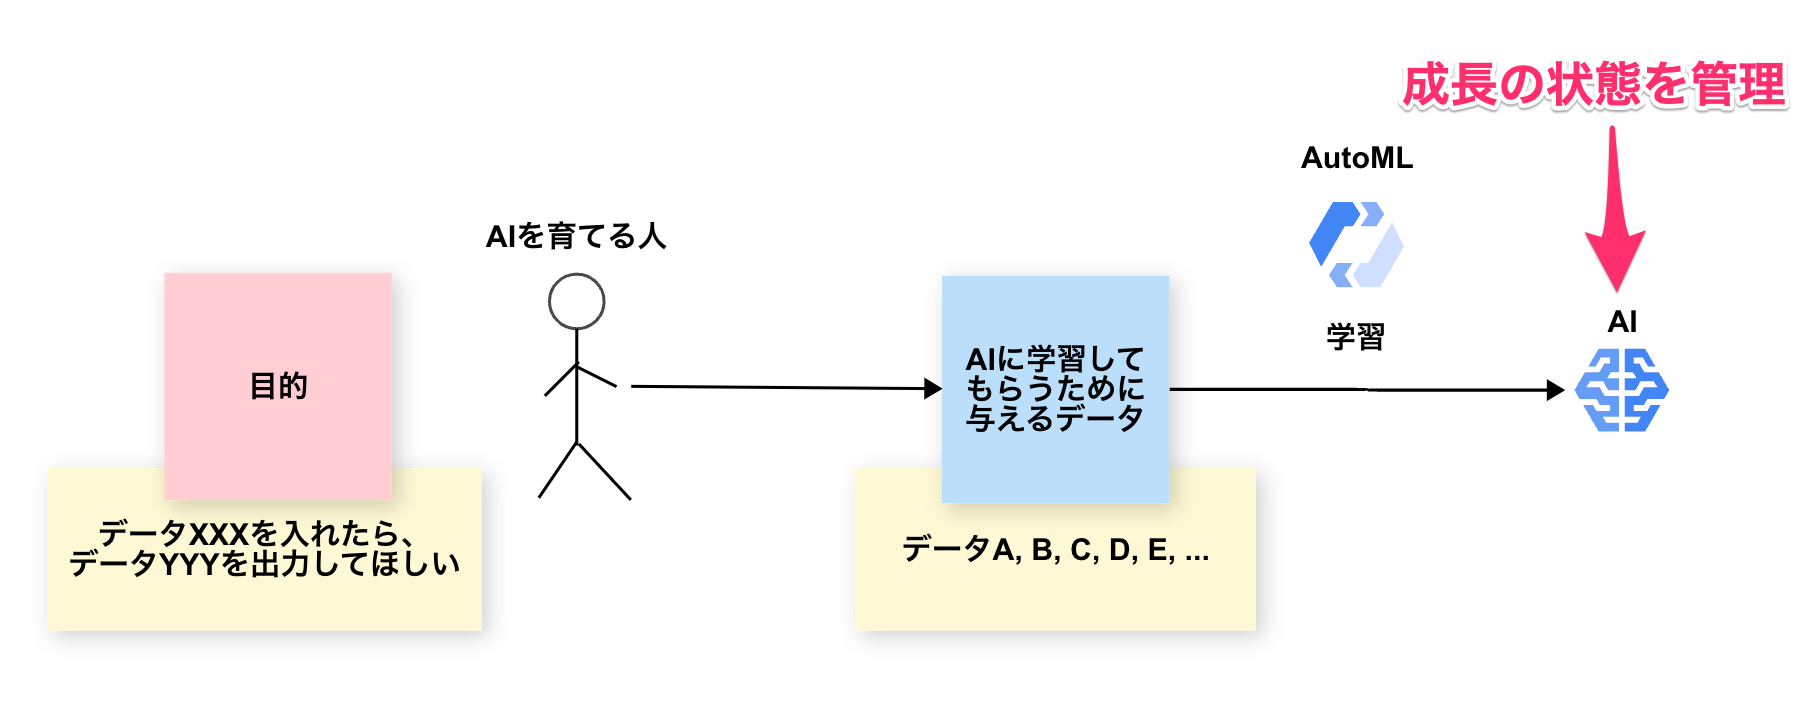 成長の状態を管理
AutoML
AIを育てる人
目的
学習
AI
AIに学習して
もらうために
与えるデータ
データXXXを入れたら、
データYYYを出力してほしい
データA, B, C, D, E, ...